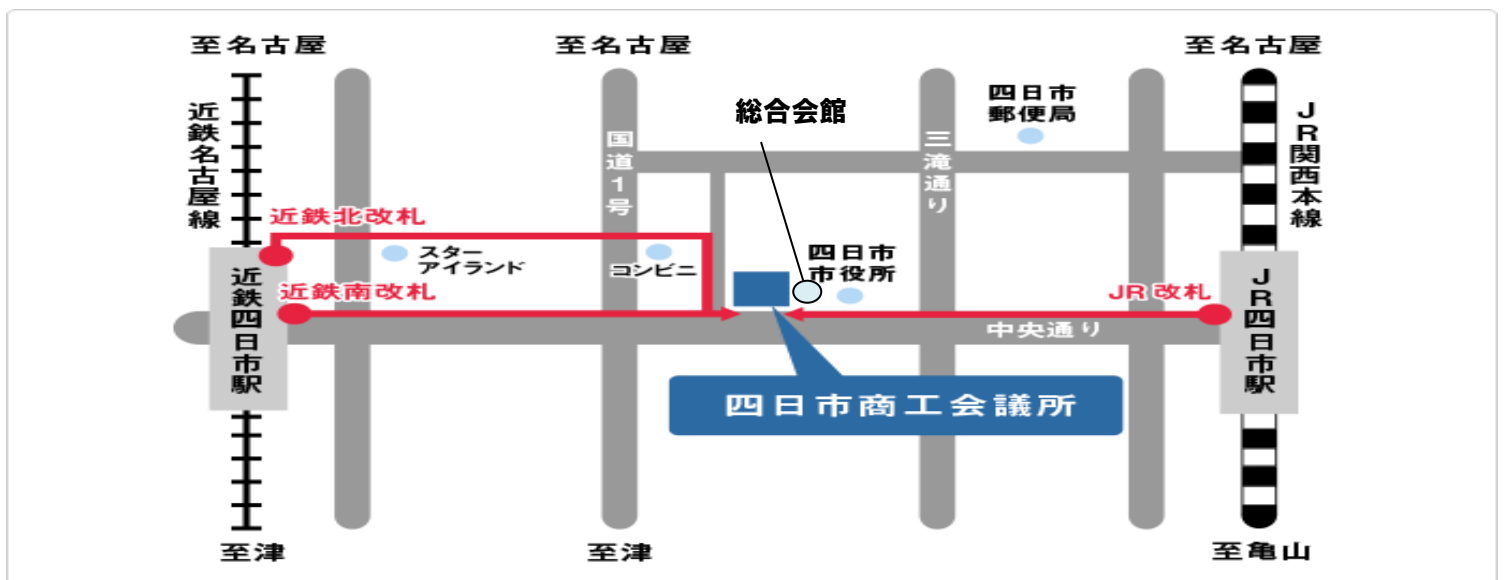 至名古屋
至名古屋
至名古屋
近鉄名古屋線
国道1号
総合会館
三滝通り
四日市
郵便局
JR関西本線
近鉄北改札
スター
アイランド
コンビニ
四日市
市役所
近鉄南改札
JR改札
近鉄四日市駅
中央通り
JR四日市駅
四日市商工会議所
至津
至津
至亀山